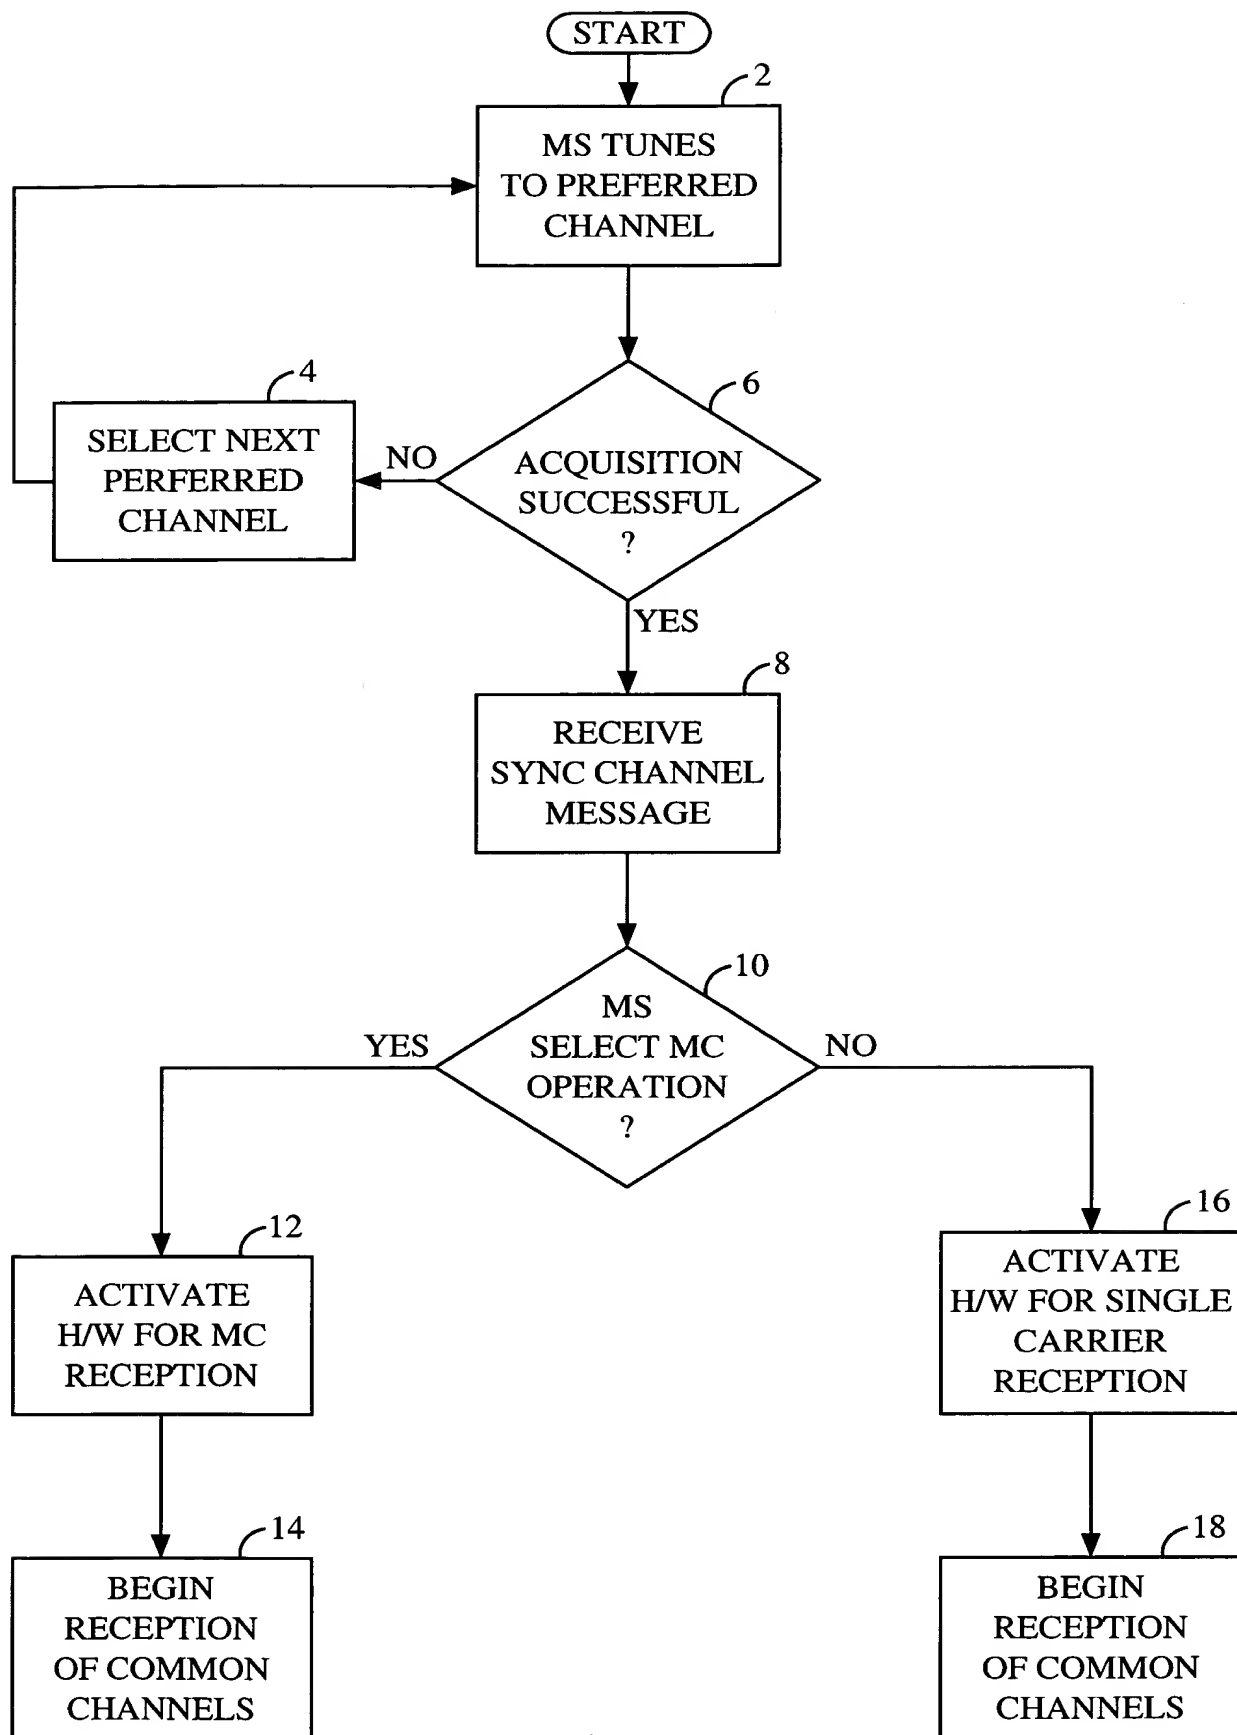 START
2
MS TUNES
TO PREFERRED
CHANNEL
4
SELECT NEXT
PERFERRED
CHANNEL
NO
6
ACQUISITION
SUCCESSFUL
?
YES
8
RECEIVE
SYNC CHANNEL
MESSAGE
10
MS
SELECT MC
OPERATION
?
YES
NO
12
ACTIVATE
H/W FOR MC
RECEPTION
16
ACTIVATE
H/W FOR SINGLE
CARRIER
RECEPTION
14
BEGIN
RECEPTION
OF COMMON
CHANNELS
18
BEGIN
RECEPTION
OF COMMON
CHANNELS